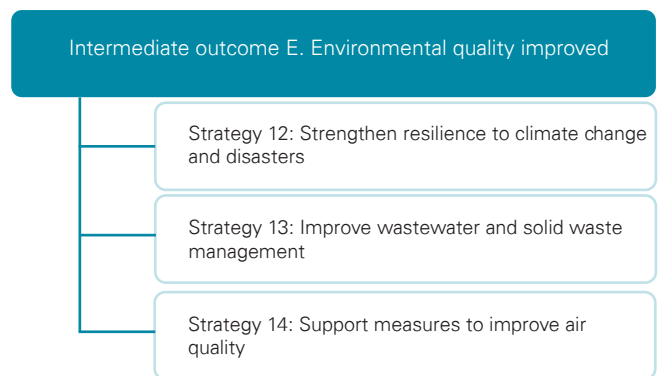 Intermediate outcome E. Environmental quality improved
Strategy 12: Strengthen resilience to climate change
and disasters
Strategy 13: Improve wastewater and solid waste
management
Strategy 14: Support measures to improve air
quality